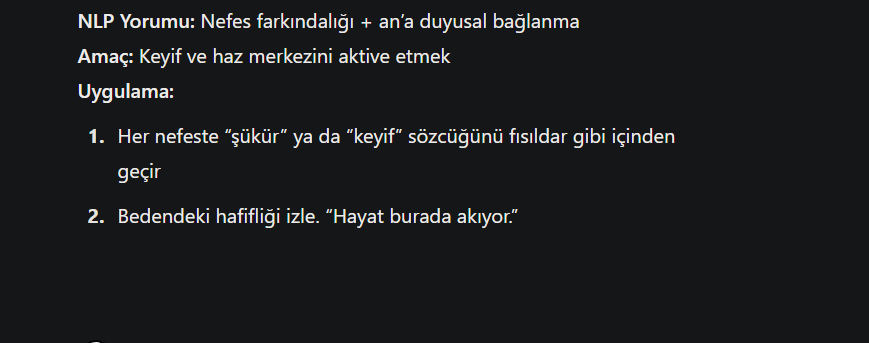 NLP Yorumu: Nefes farkındalığı + an’a duyusal bağlanma
Amaç: Keyif ve haz merkezini aktive etmek
Uygulama:
1. Her nefeste “şükür” ya da “keyif” sözcüğünü fısıldar gibi içinden
geçir
2. Bedendeki hafifliği izle. “Hayat burada akıyor.”